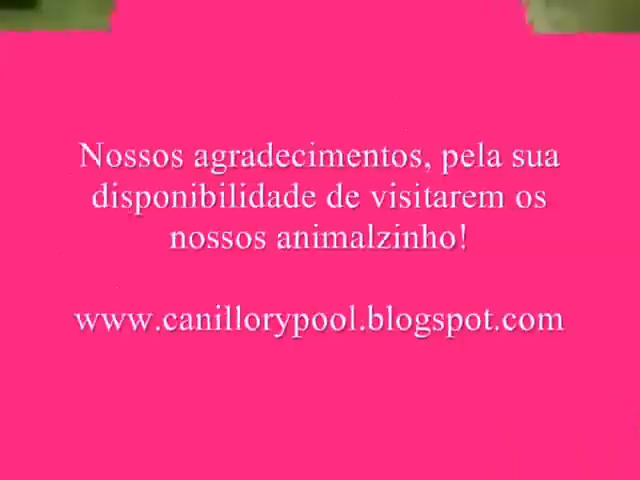 Nossos agradecimentos, pela sua
disponibilidade de visitarem os
nossos animalzinho!
www.canillorypool.blogspot.com